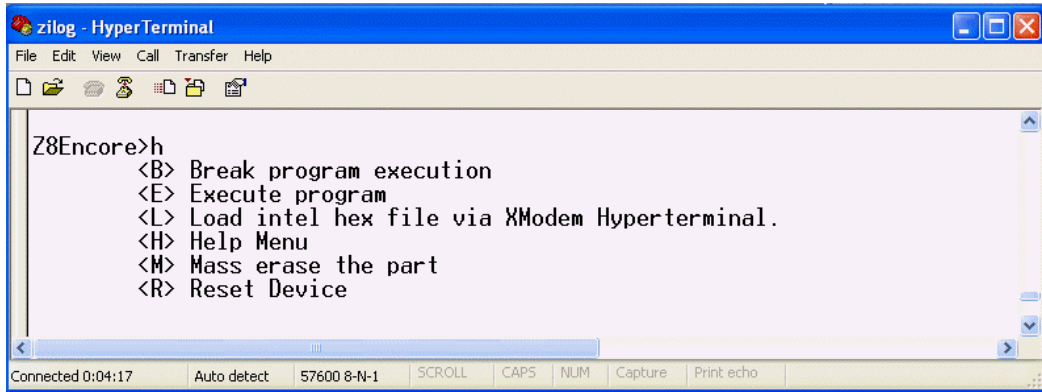 zilog - HyperTerminal
File Edit View Call Transfer Help
Z8Encore>h
<B> Break program execution
<E> Execute program
<L> Load intel hex file via XModem Hyperterminal.
<H> Help Menu
<M> Mass erase the part
<R> Reset Device
Connected 0:04:17 Auto detect 57600 8-N-1 SCROLL CAPS NUM Capture Print echo